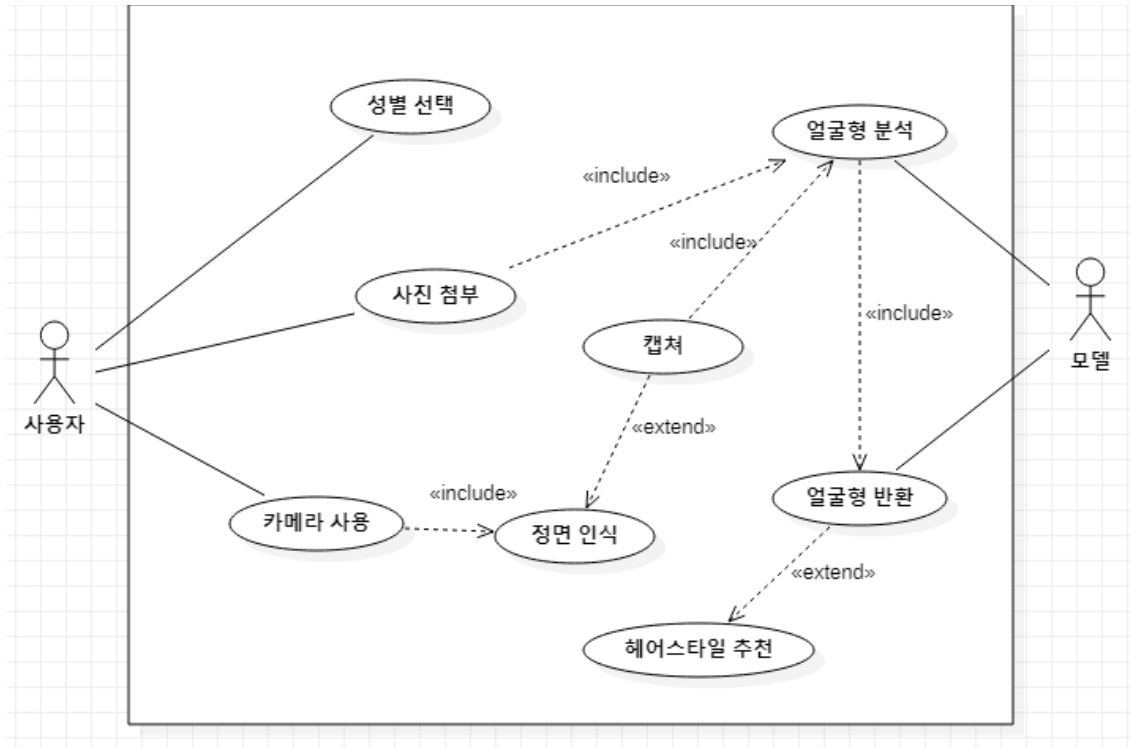 성별 선택
얼굴형 분석
«include»
«include»
사진 첨부
«include»
캡쳐
모델
사용자
«extend»
«include»
얼굴형 반환
카메라 사용
정면 인식
«extend»
헤어스타일 추천